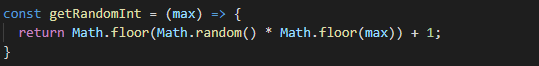 const getRandomInt = (max) => {
  return Math.floor(Math.random() * Math.floor(max)) + 1;
}